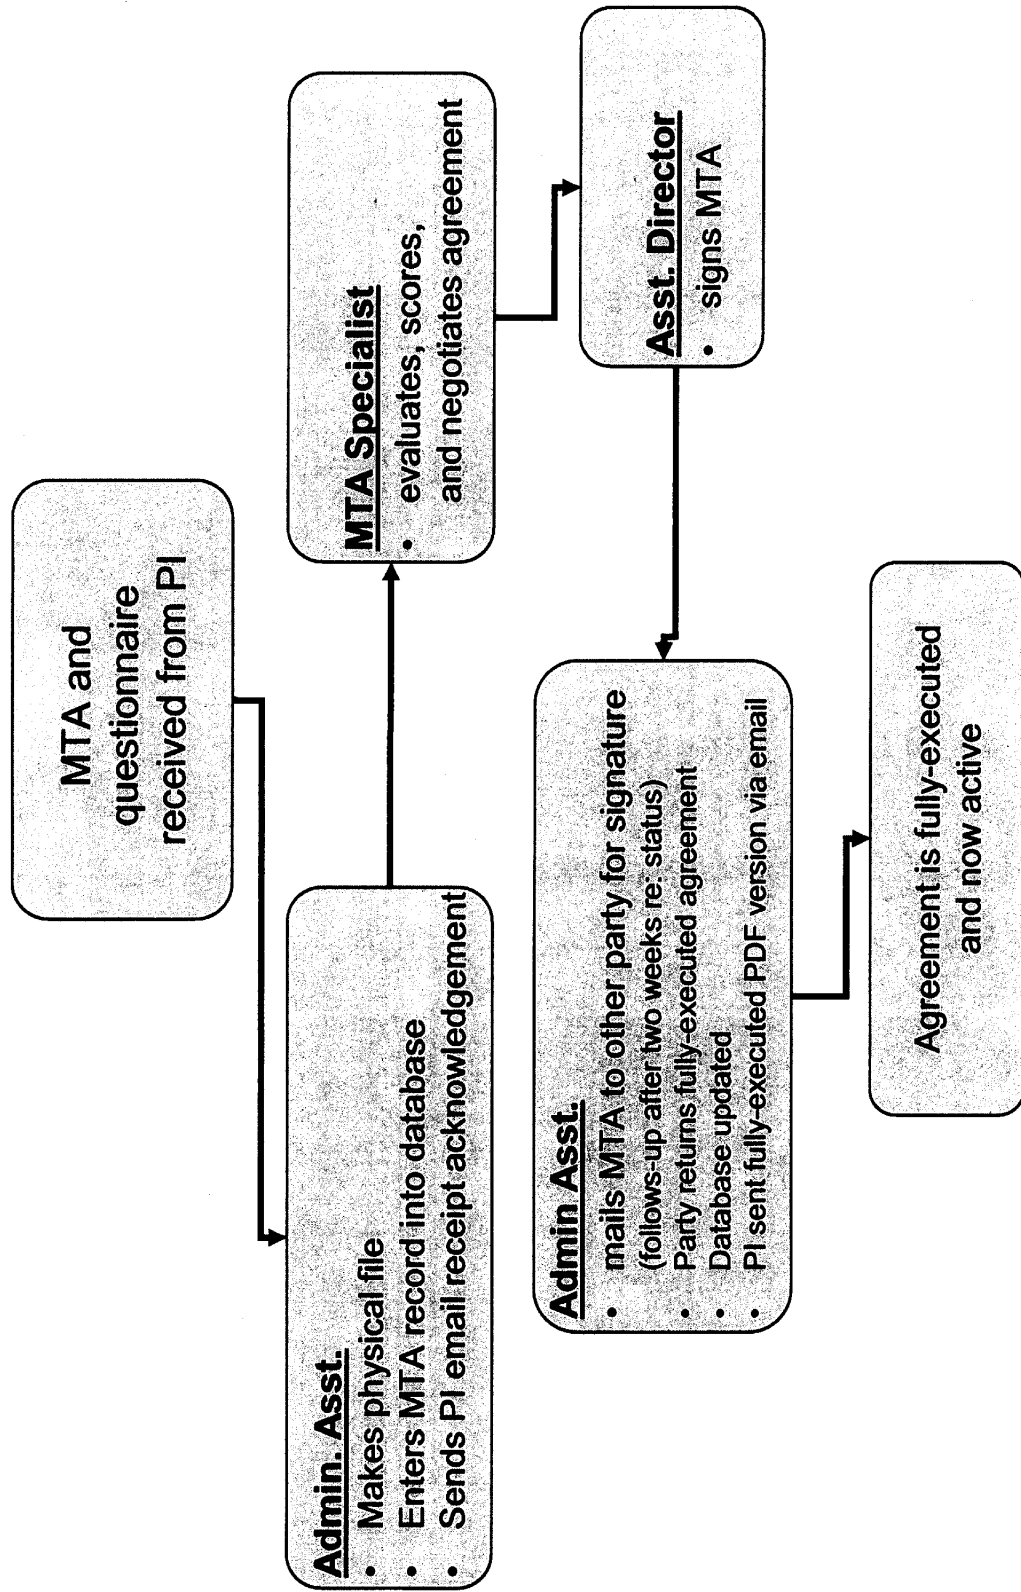 MTA and
questionnaire
received from PI
Admin. Asst.
• Makes physical file
• Enters MTA record into database
• Sends PI email receipt acknowledgement
MTA Specialist
• evaluates, scores,
and negotiates agreement
Asst. Director
• signs MTA
Admin Asst.
• mails MTA to other party for signature
(follows-up after two weeks re: status)
• Party returns fully-executed agreement
• Database updated
• PI sent fully-executed PDF version via email
Agreement is fully-executed
and now active